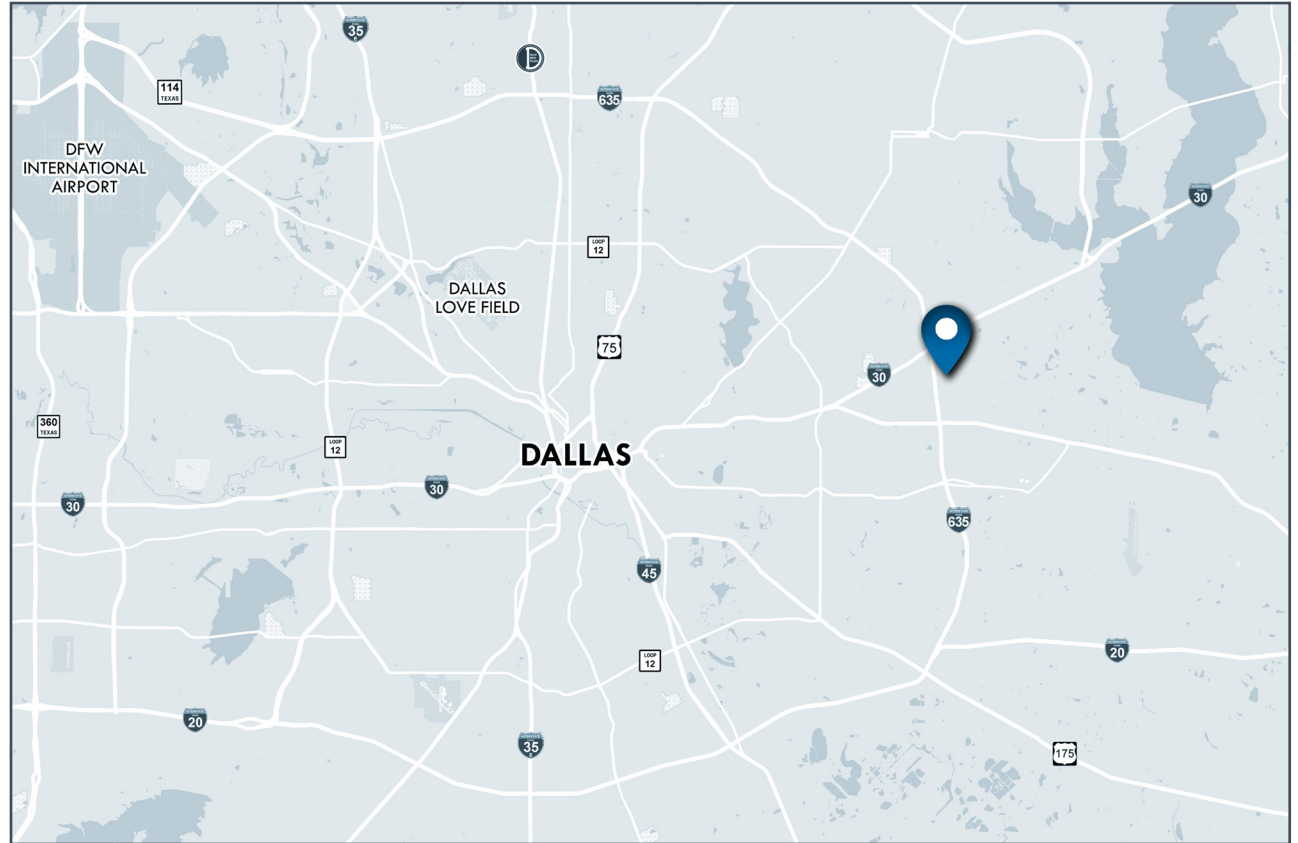 35
E
114
TEXAS
D
635
DFW
INTERNATIONAL
AIRPORT
30
LOOP
12
DALLAS
LOVE FIELD
75
30
360
TEXAS
LOOP
12
DALLAS
30
30
635
45
LOOP
12
20
20
35
E
175